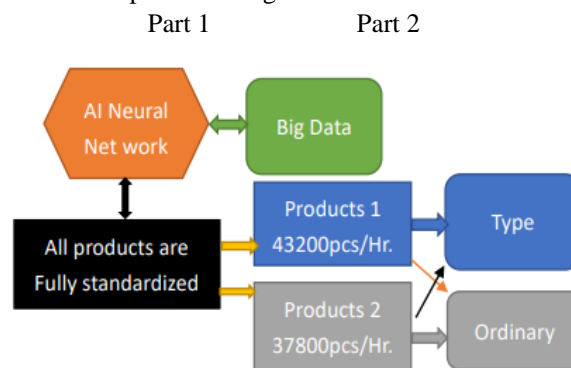 Part 1 Part 2
AI Neural
Net work
Big Data
All products are
Fully standardized
Products 1
43200pcs/Hr.
Type
Products 2
37800pcs/Hr.
Ordinary